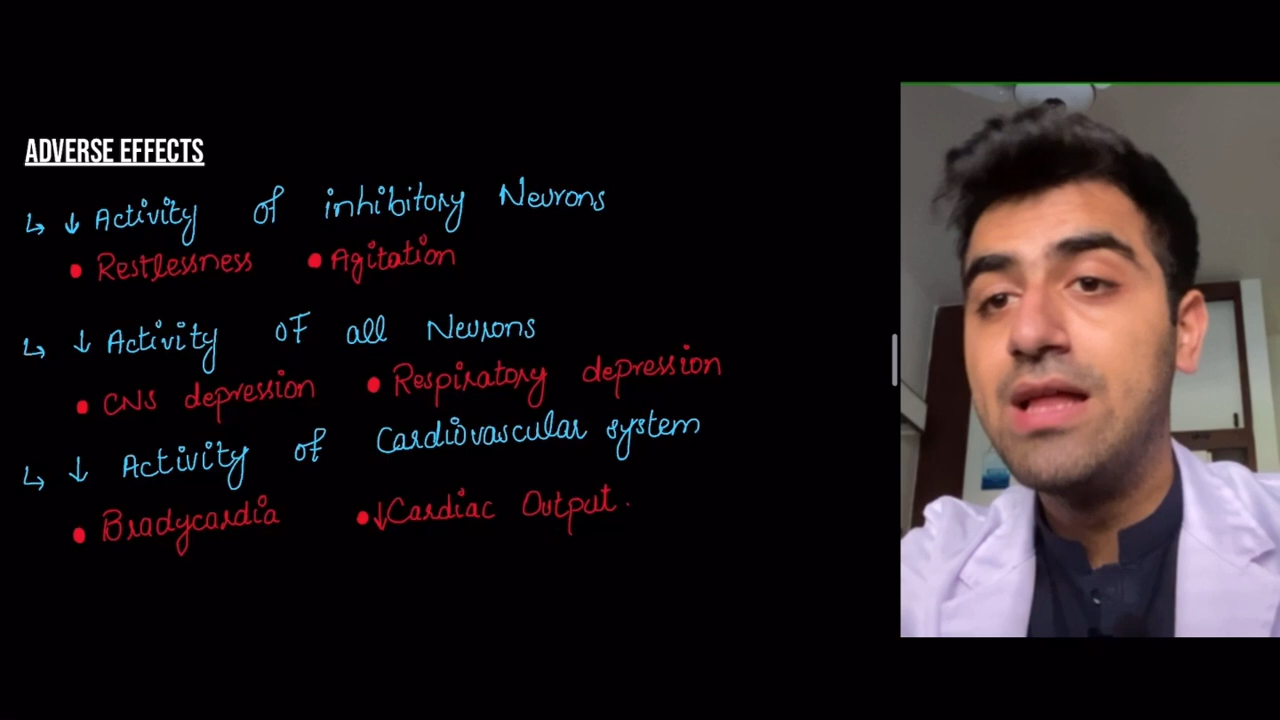 ADVERSE EFFECTS
↳ ↓ Activity of inhibitory Neurons
• Restlessness • Agitation
↳ ↓ Activity of all Neurons
• CNS depression • Respiratory depression
↳ ↓ Activity of Cardiovascular system
• Bradycardia • ↓Cardiac Output.